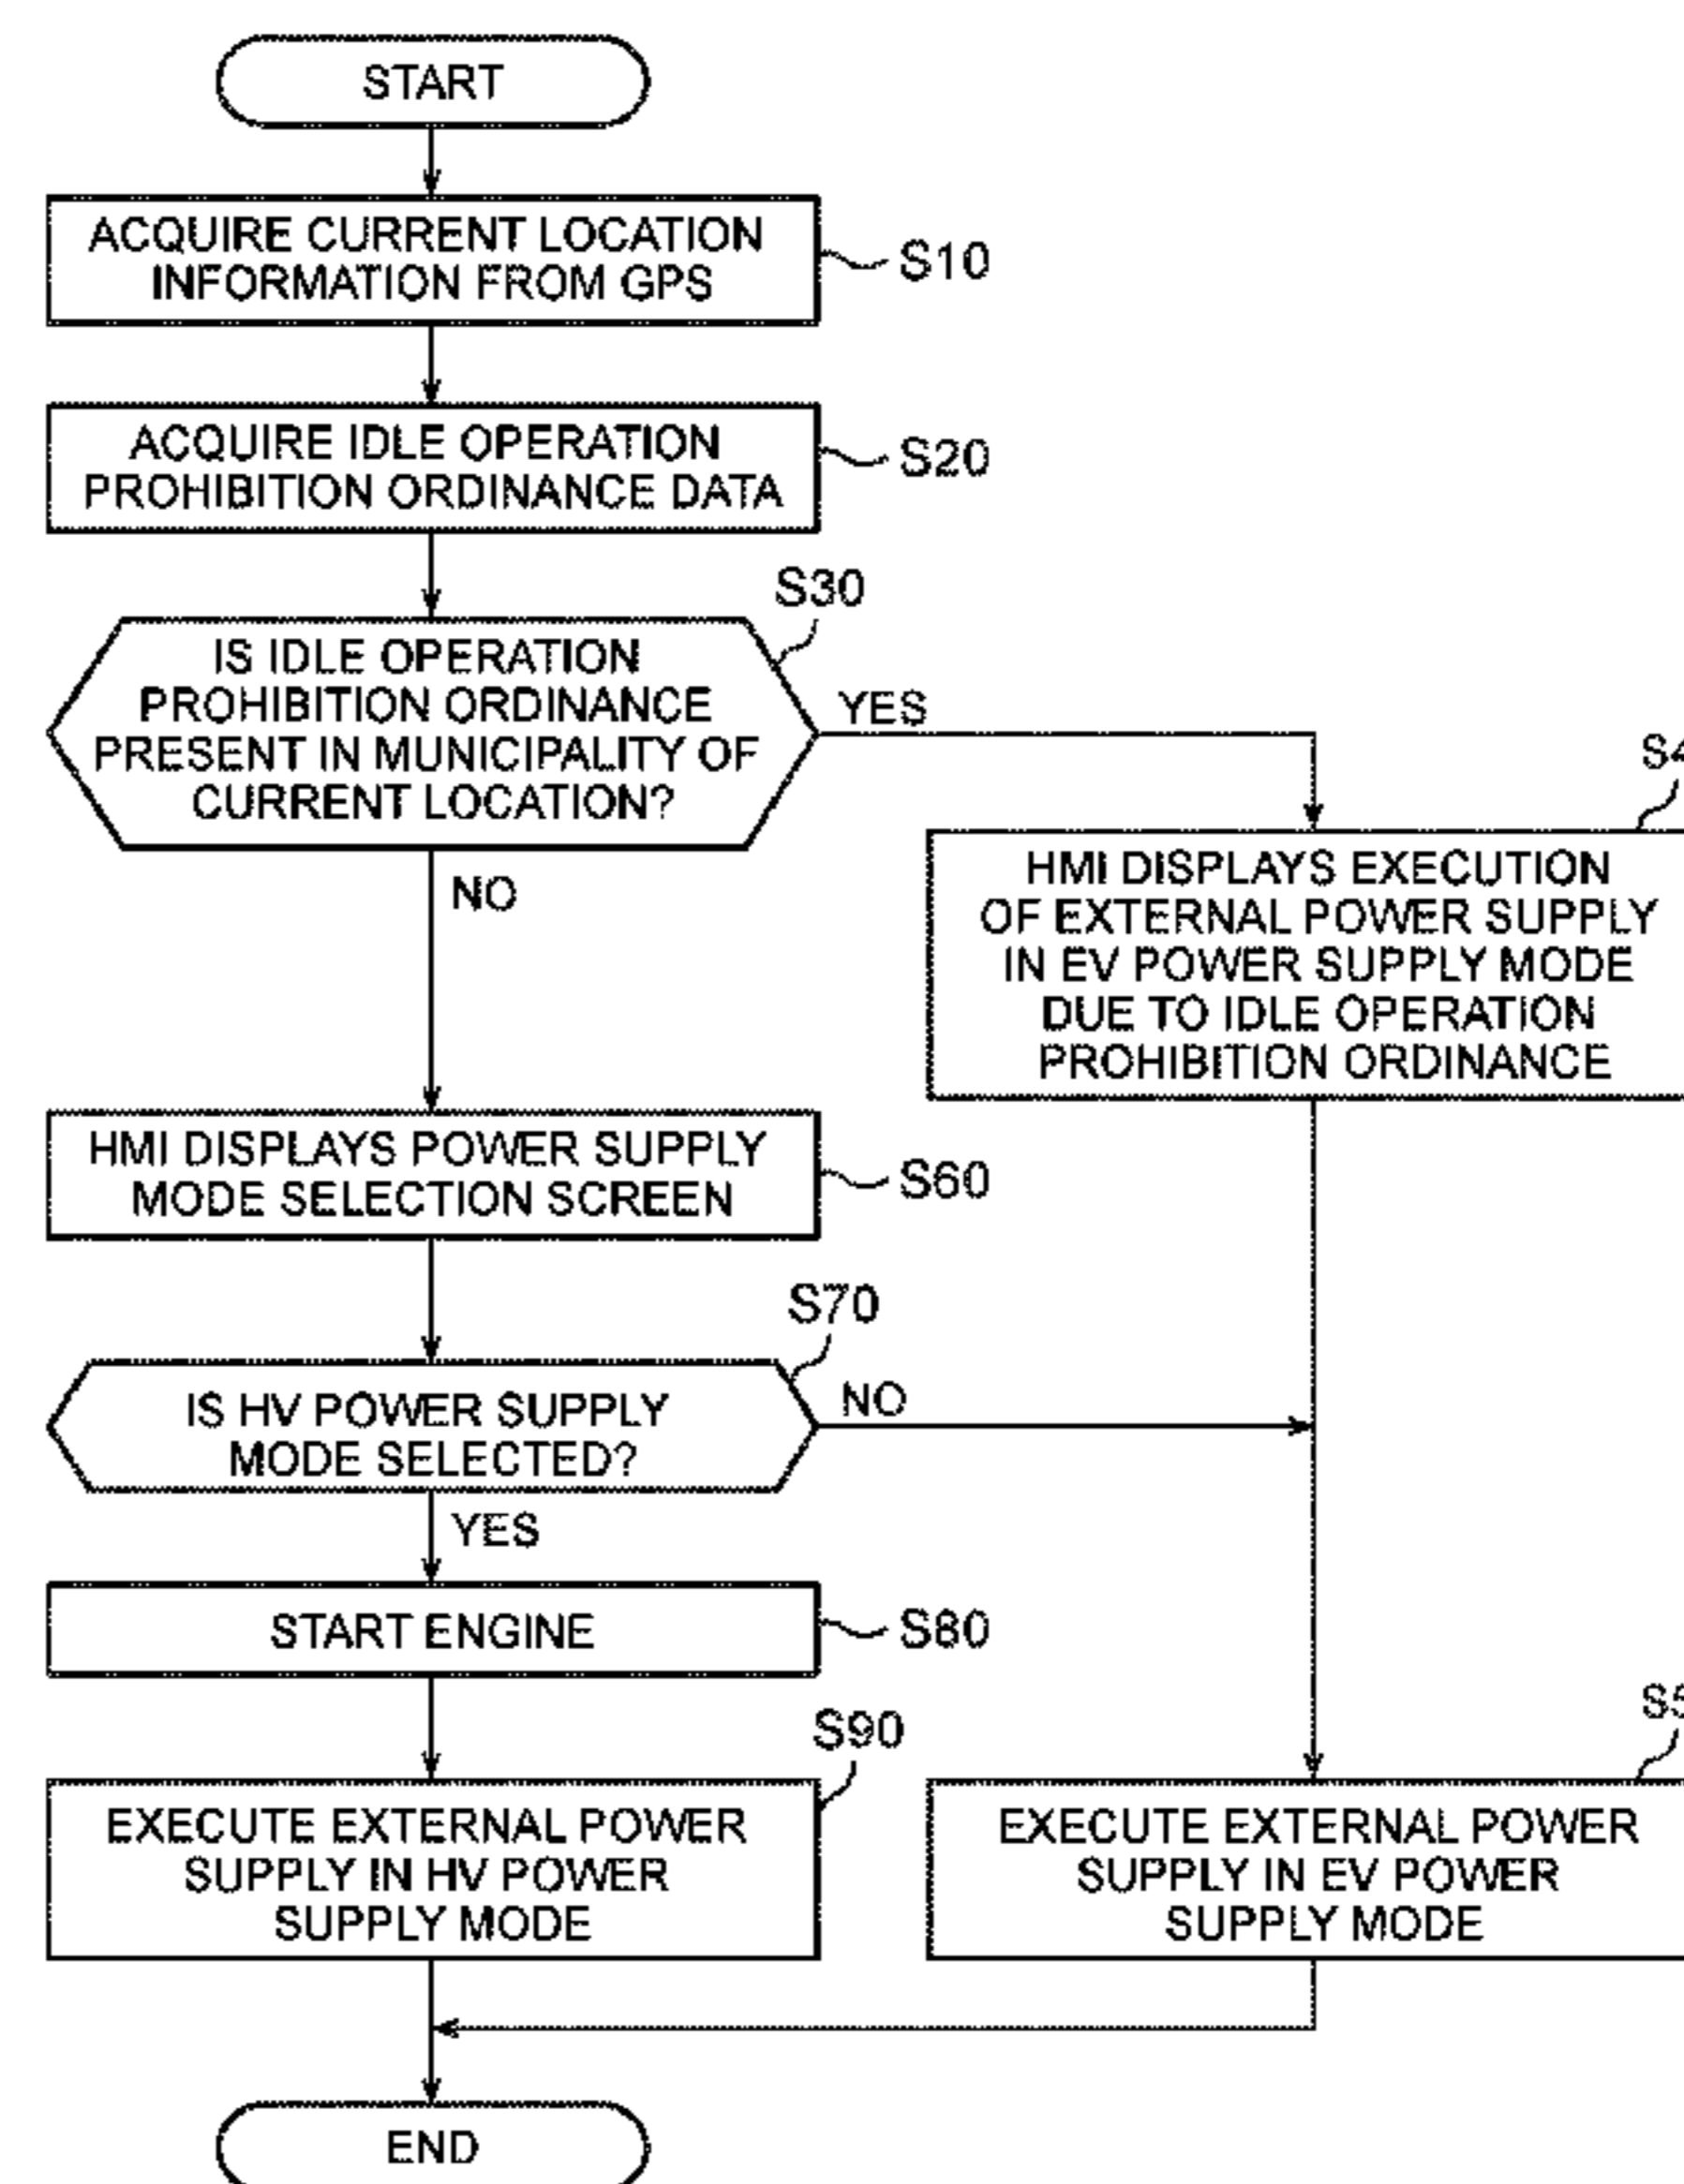 START
ACQUIRE CURRENT LOCATION
INFORMATION FROM GPS
S10
ACQUIRE IDLE OPERATION
PROHIBITION ORDINANCE DATA
S20
S30
IS IDLE OPERATION
PROHIBITION ORDINANCE
PRESENT IN MUNICIPALITY OF
CURRENT LOCATION?
YES
NO
S4
HMI DISPLAYS EXECUTION
OF EXTERNAL POWER SUPPLY
IN EV POWER SUPPLY MODE
DUE TO IDLE OPERATION
PROHIBITION ORDINANCE
HMI DISPLAYS POWER SUPPLY
MODE SELECTION SCREEN
S60
S70
IS HV POWER SUPPLY
MODE SELECTED?
NO
YES
START ENGINE
S80
S90
EXECUTE EXTERNAL POWER
SUPPLY IN HV POWER
SUPPLY MODE
S5
EXECUTE EXTERNAL POWER
SUPPLY IN EV POWER
SUPPLY MODE
END